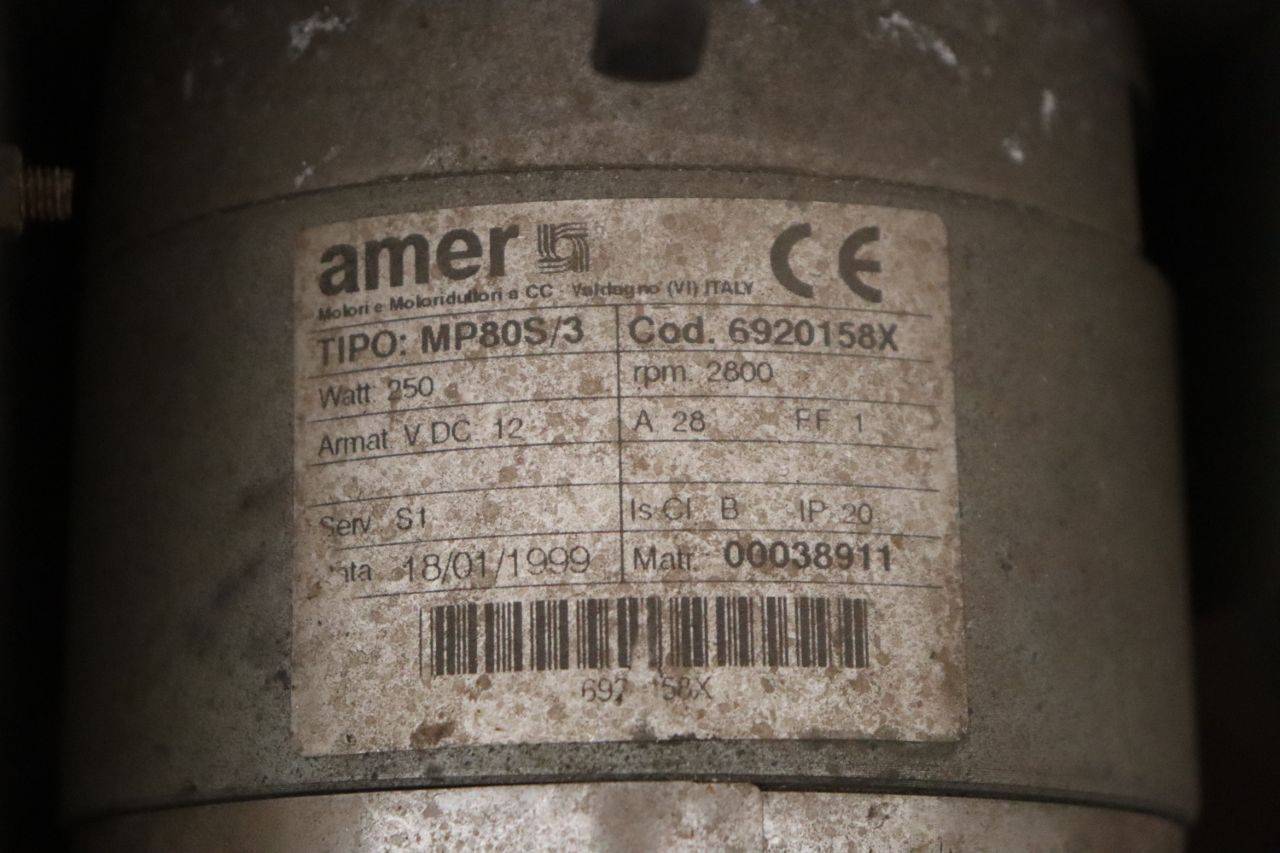 amer
Motori e Motoriduttori a CC - Valdagno (VI) ITALY
CE
TIPO: MP80S/3 Cod. 6920158X
Watt 250 rpm. 2800
Armat. V DC 12 A 28 FF 1
Serv. S1 Is Cl B IP 20
18/01/1999 Matr. 00038911